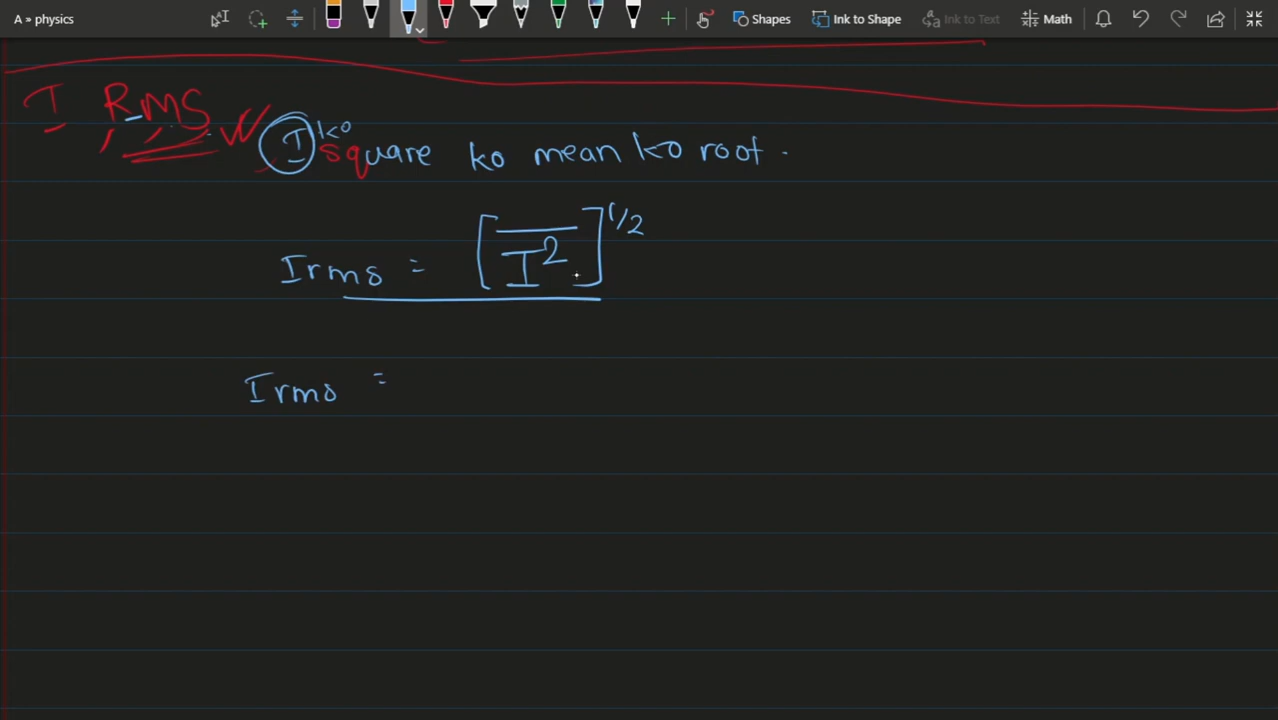 A » physics
Shapes
Ink to Shape
Ink to Text
Math
I RMS
I ko square ko mean ko root.
Irms = [I̅²]^1/2
Irms =